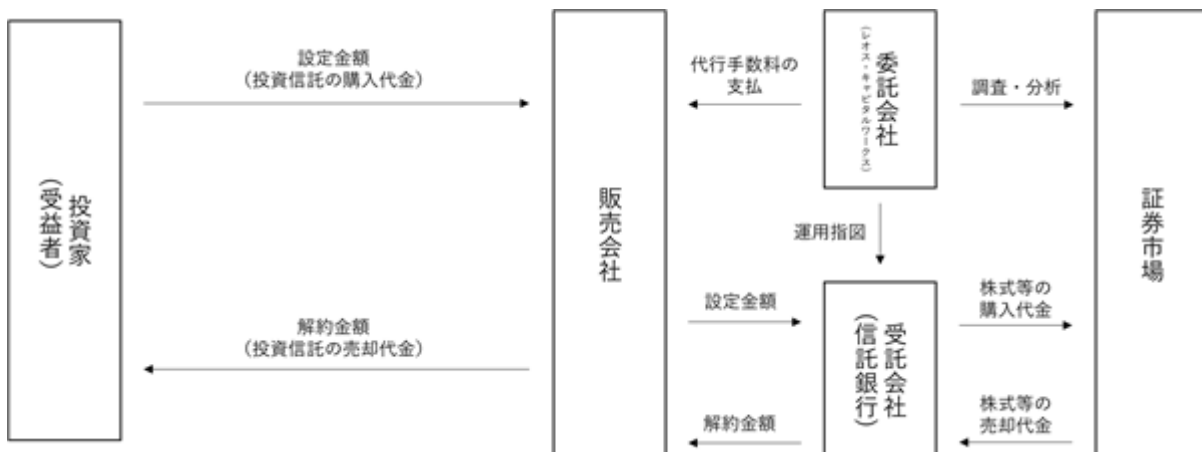 設定金額
（投資信託の購入代金）
代行手数料の
支払
委託会社
（レオス・キャピタルワークス）
調査・分析
投資家
（受益者）
販売会社
証券市場
運用指図
設定金額
株式等の
購入代金
解約金額
（投資信託の売却代金）
受託会社
（信託銀行）
解約金額
株式等の
売却代金